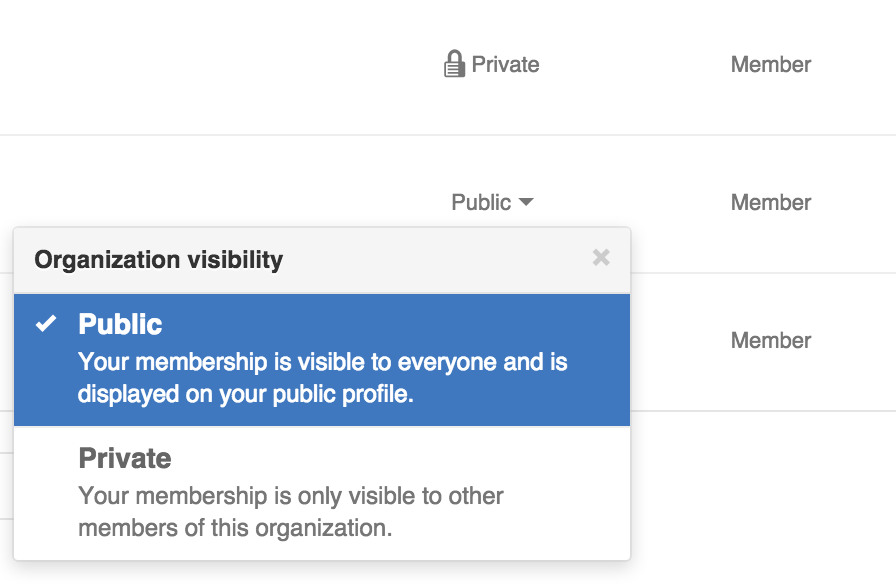 Private Member
Public Member
Organization visibility
Member
Public
Your membership is visible to everyone and is
displayed on your public profile.
Private
Your membership is only visible to other
members of this organization.